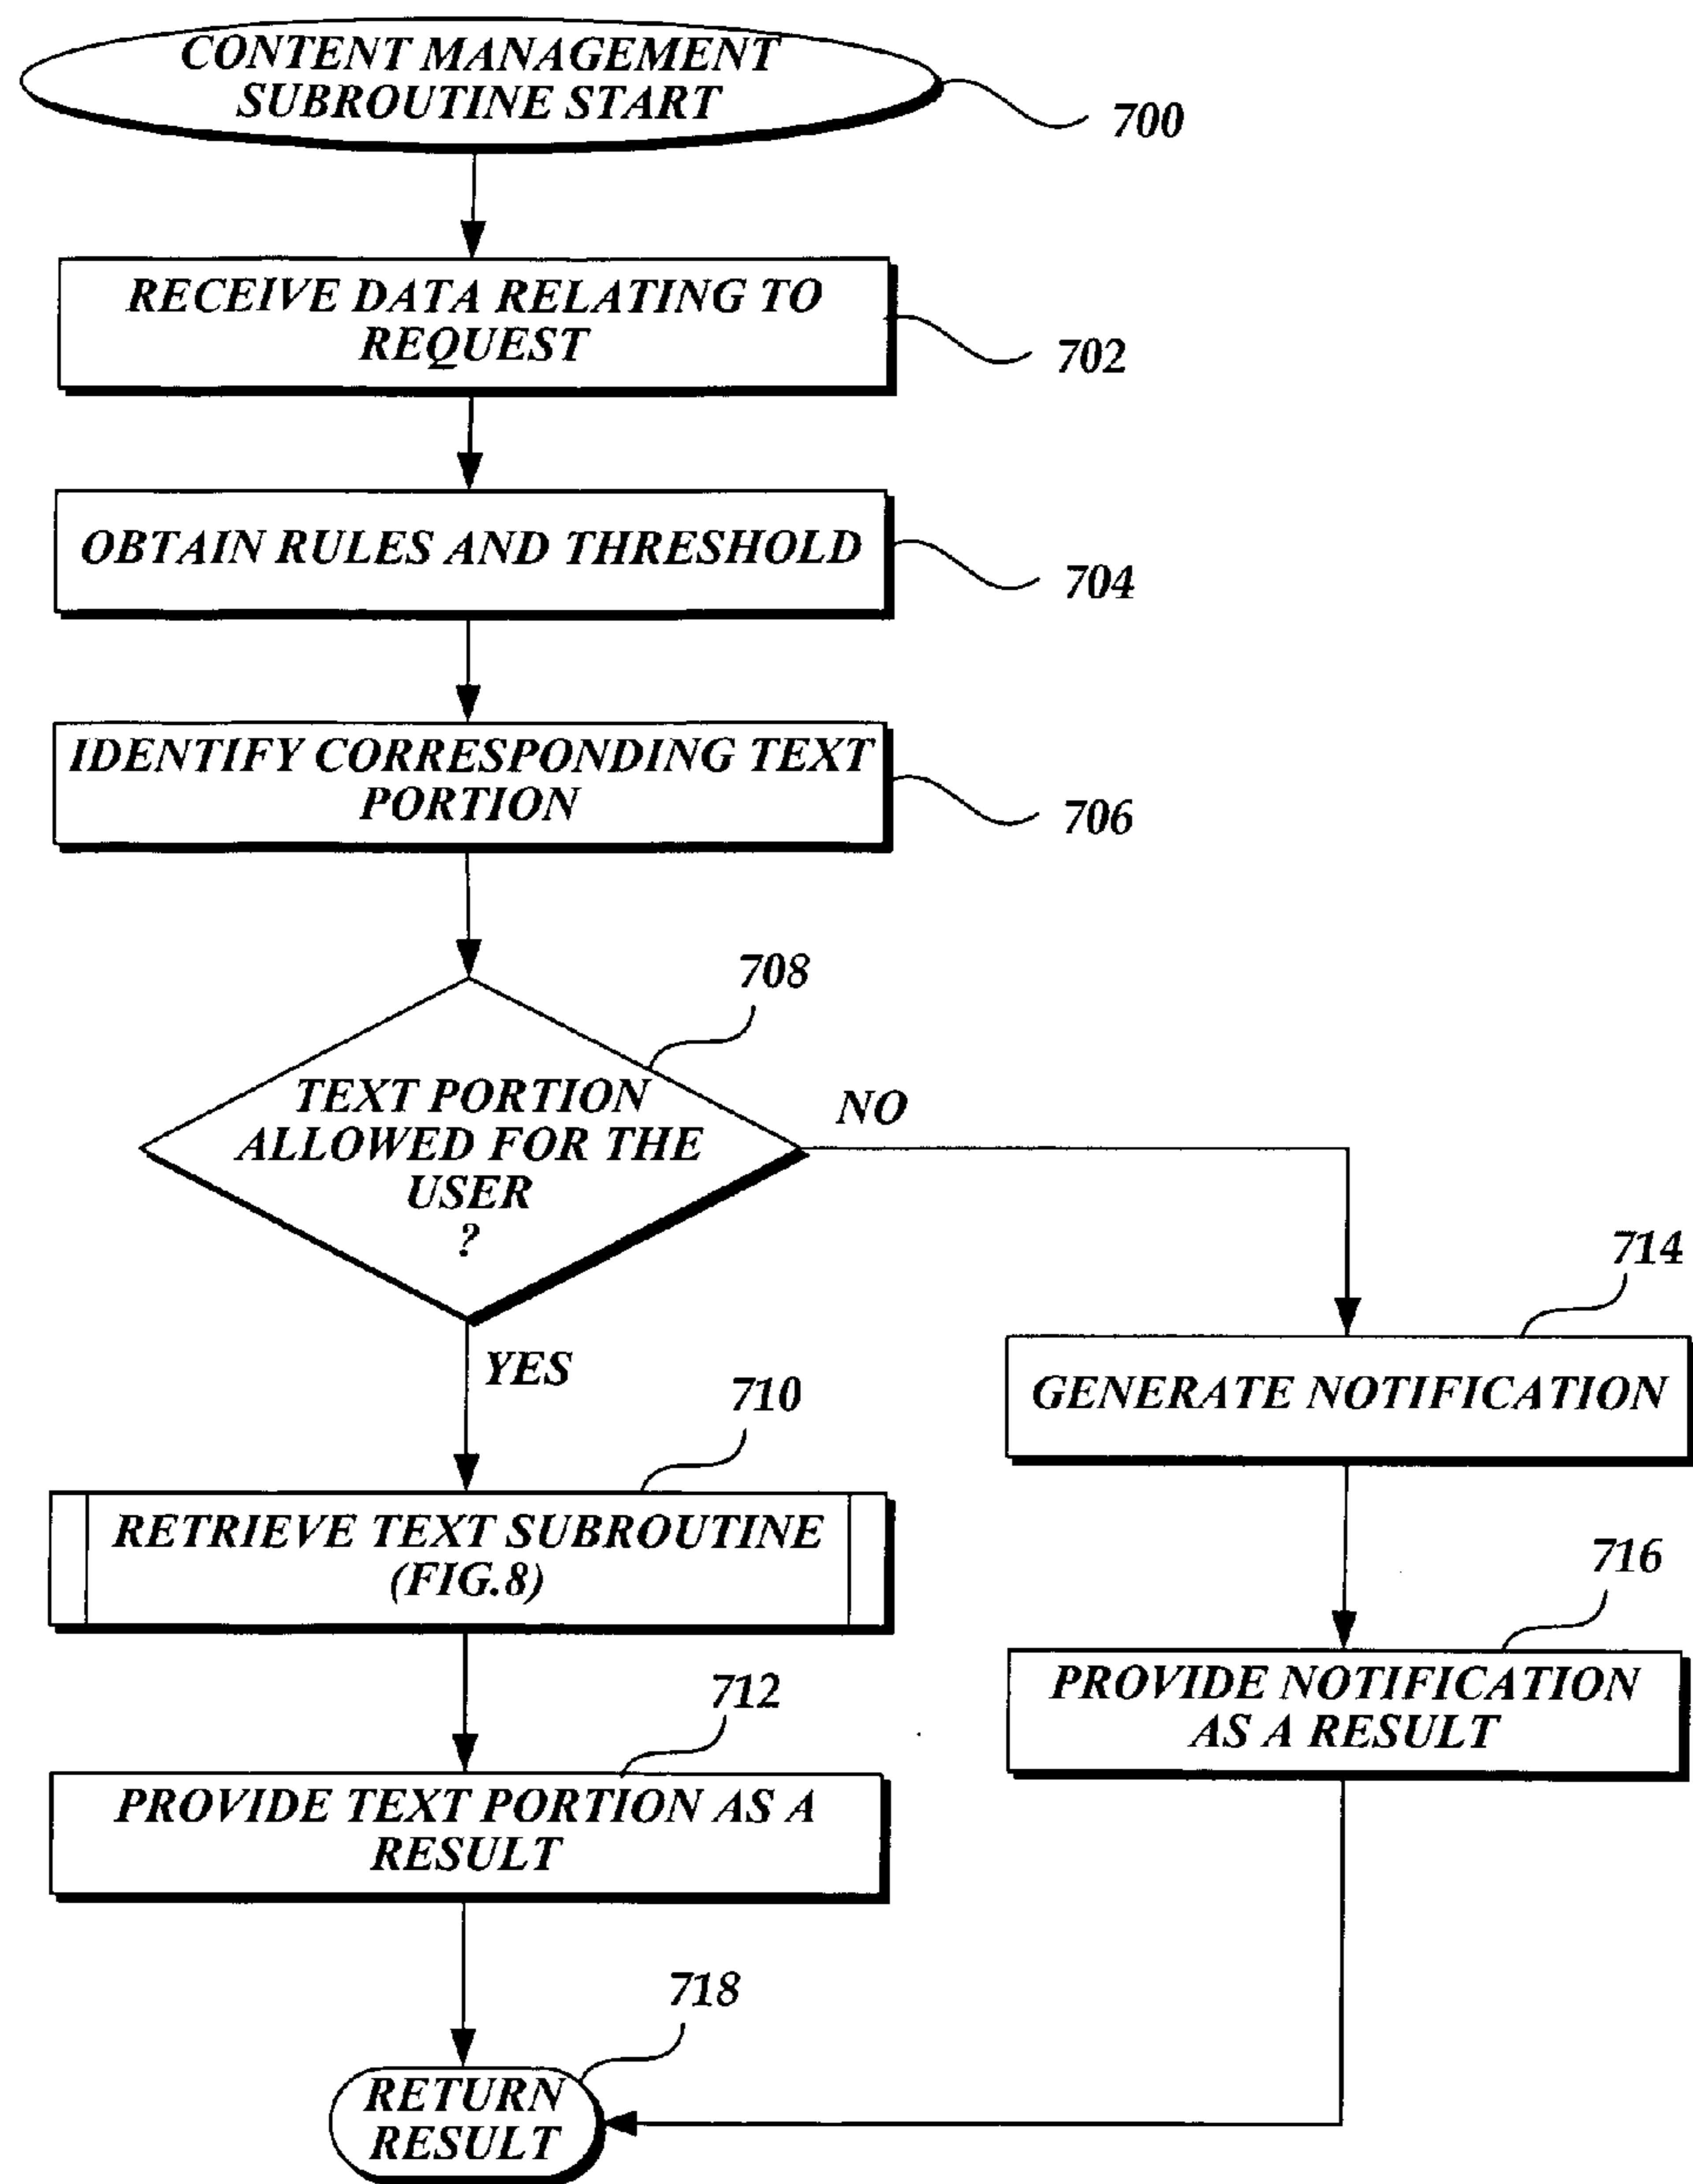 CONTENT MANAGEMENT
SUBROUTINE START
700
RECEIVE DATA RELATING TO
REQUEST
702
OBTAIN RULES AND THRESHOLD
704
IDENTIFY CORRESPONDING TEXT
PORTION
706
708
TEXT PORTION
ALLOWED FOR THE
USER
?
NO
YES
714
GENERATE NOTIFICATION
710
RETRIEVE TEXT SUBROUTINE
(FIG.8)
716
PROVIDE NOTIFICATION
AS A RESULT
712
PROVIDE TEXT PORTION AS A
RESULT
718
RETURN
RESULT